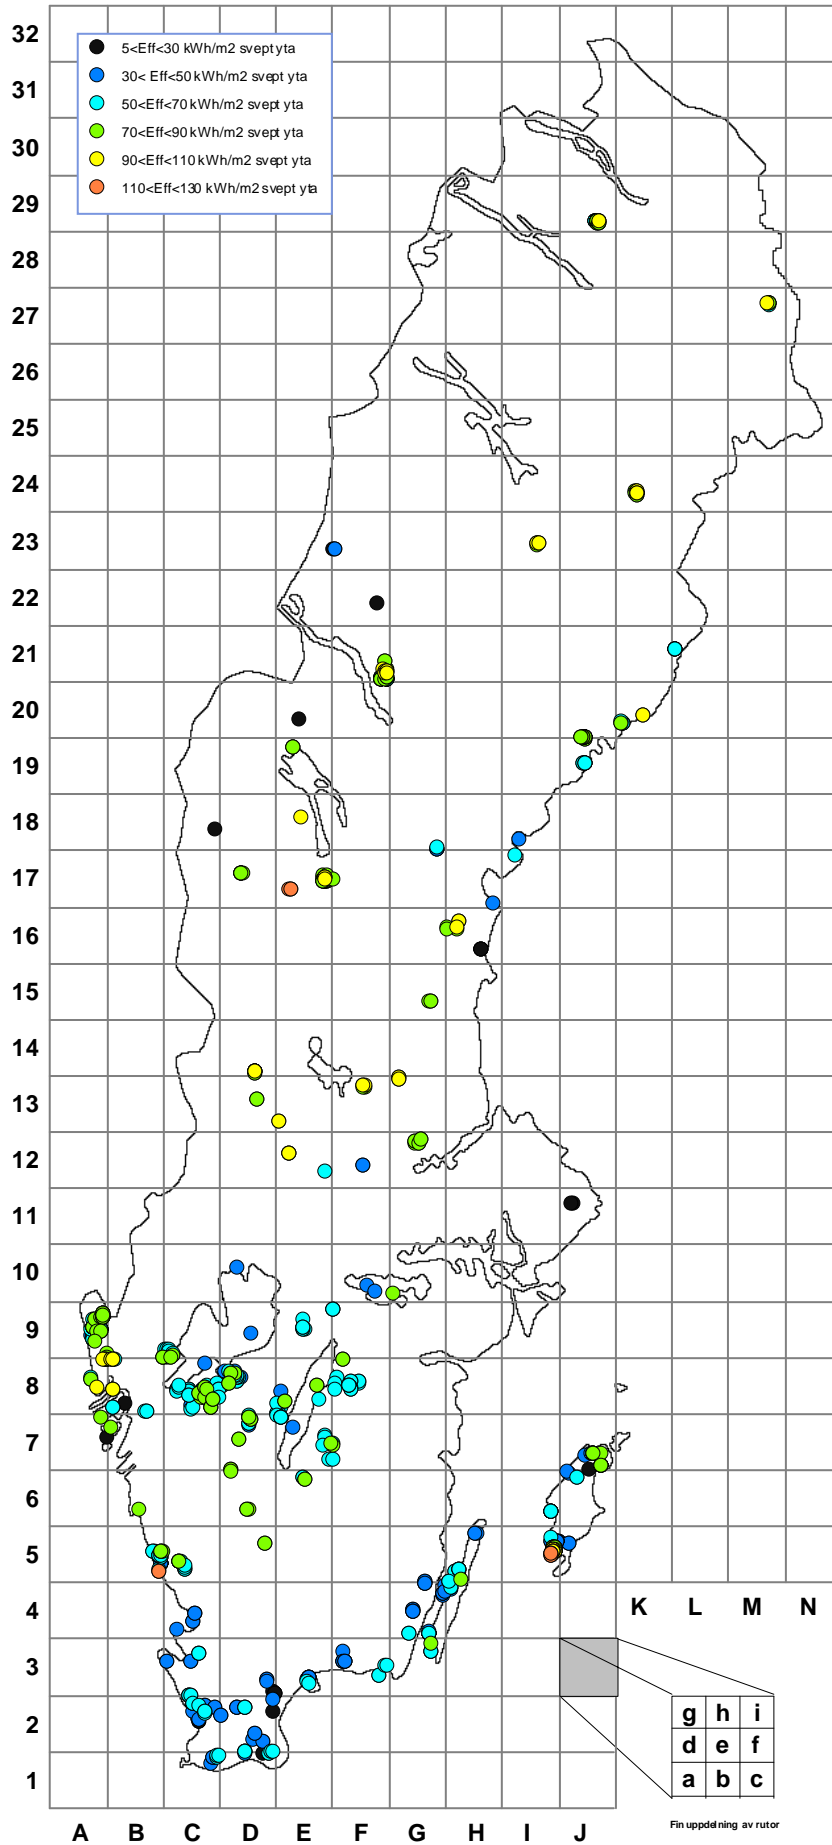 32
5<Eff<30 kWh/m2 svept yta
30< Eff<50 kWh/m2 svept yta
31
50<Eff<70 kWh/m2 svept yta
70<Eff<90 kWh/m2 svept yta
30
90<Eff<110 kWh/m2 svept yta
110<Eff<130 kWh/m2 svept yta
29
28
27
26
25
24
23
22
21
20
19
18
17
16
15
14
13
12
11
10
9
8
7
6
5
4
K L M N
3
g h i
2
d e f
a b c
1
Fin uppdelning av rutor
A B C D E F G H I J